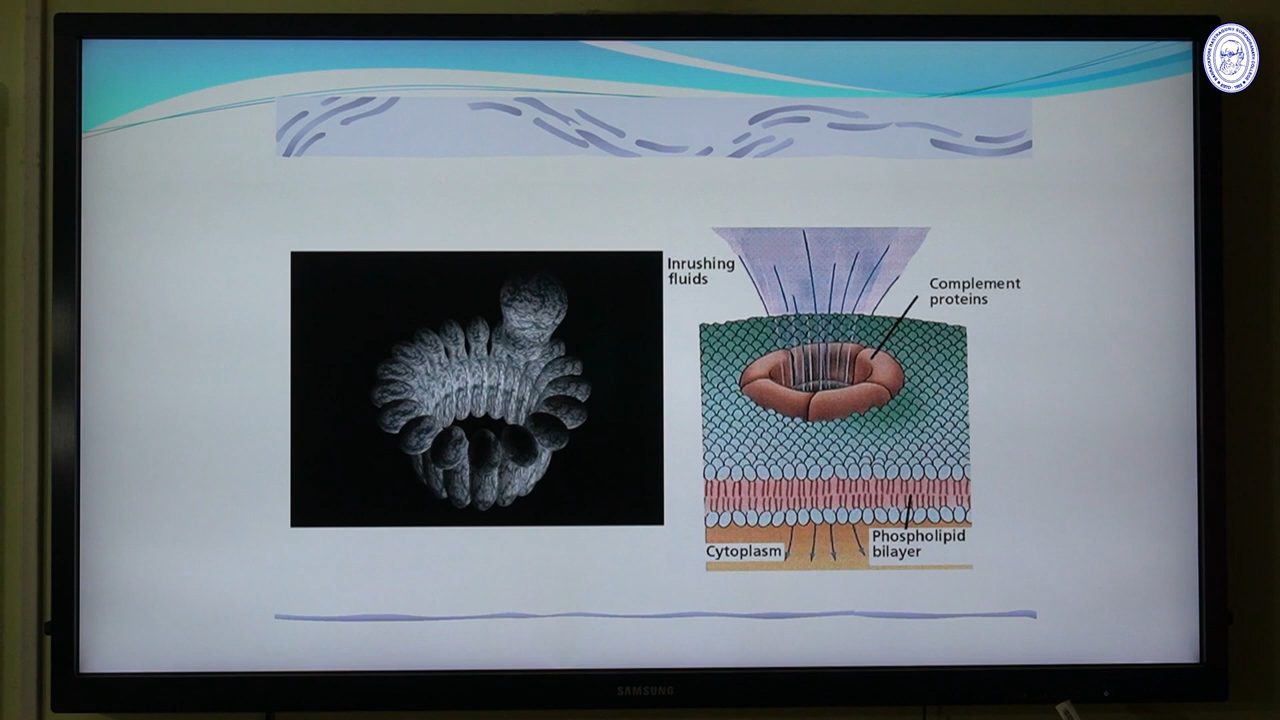 Inrushing
fluids
Complement
proteins
Cytoplasm
Phospholipid
bilayer
SAMSUNG